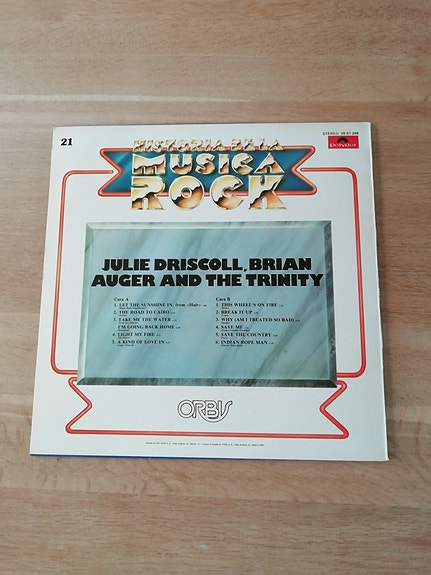 21
STEREO
Polydor
HISTORIA DE LA
MUSICA
ROCK
JULIE DRISCOLL, BRIAN
AUGER AND THE TRINITY
Cara A
1. LET THE SUNSHINE IN, from «Hair»
2. THE ROAD TO CAIRO
3. TAKE ME THE WATER
I'M GOING BACK HOME
4. LIGHT MY FIRE
5. A KIND OF LOVE IN
Cara B
1. THIS WHEEL'S ON FIRE
2. BREAK IT UP
3. WHY (AM I TREATED SO BAD)
4. SAVE ME
5. SAVE THE COUNTRY
6. INDIAN ROPE MAN
ORBIS